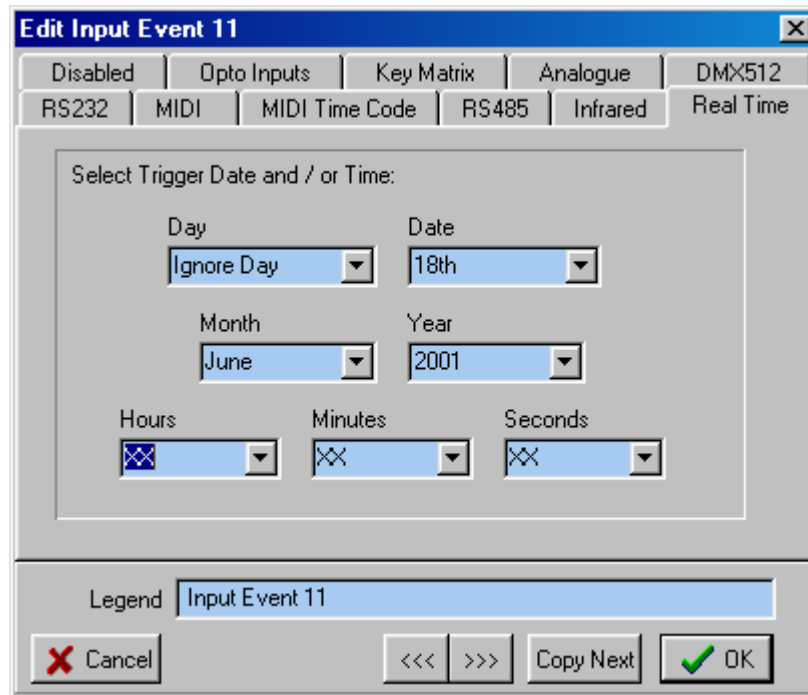 Edit Input Event 11
Disabled Opto Inputs Key Matrix Analogue DMX512
RS232 MIDI MIDI Time Code RS485 Infrared Real Time
Select Trigger Date and / or Time:
Day Date
Ignore Day 18th
Month Year
June 2001
Hours Minutes Seconds
XX XX XX
Legend Input Event 11
Cancel <<< >>> Copy Next OK